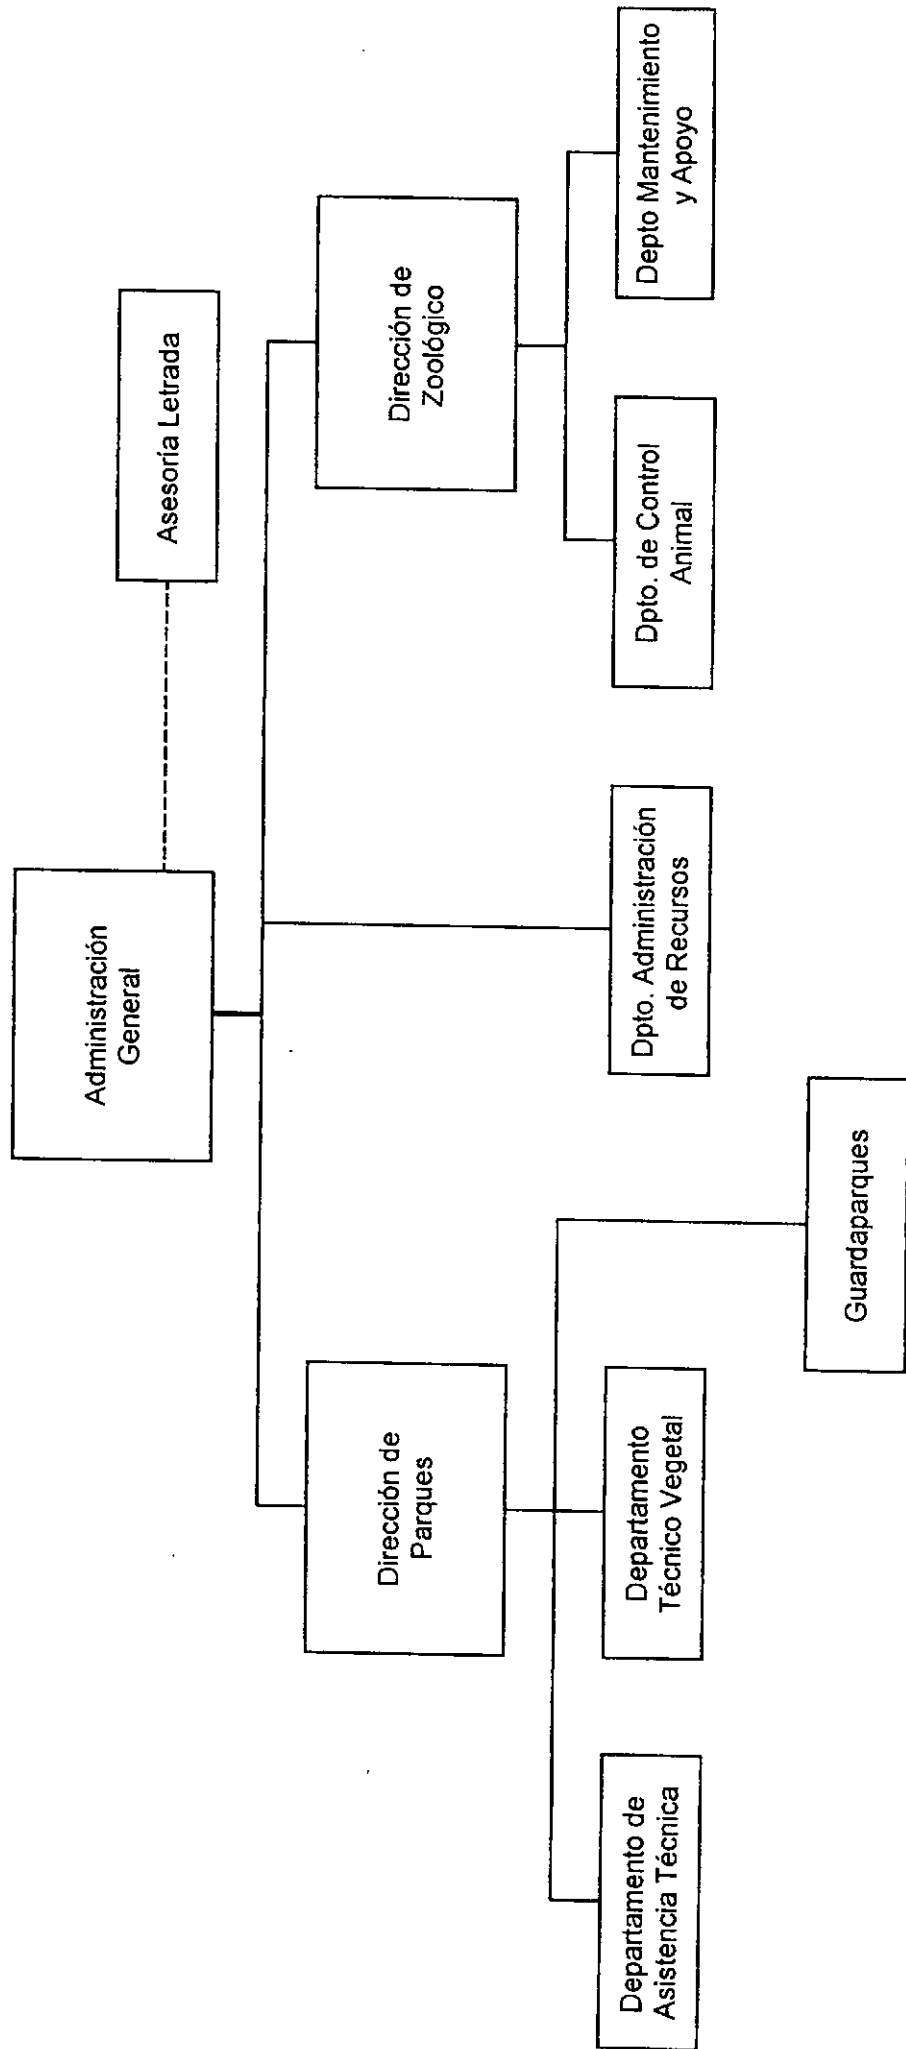 Administración
General
Asesoría Letrada
Dirección de
Parques
Dirección de
Zoológico
Departamento de
Asistencia Técnica
Departamento
Técnico Vegetal
Guardaparques
Dpto. Administración
de Recursos
Dpto. de Control
Animal
Depto Mantenimiento
y Apoyo